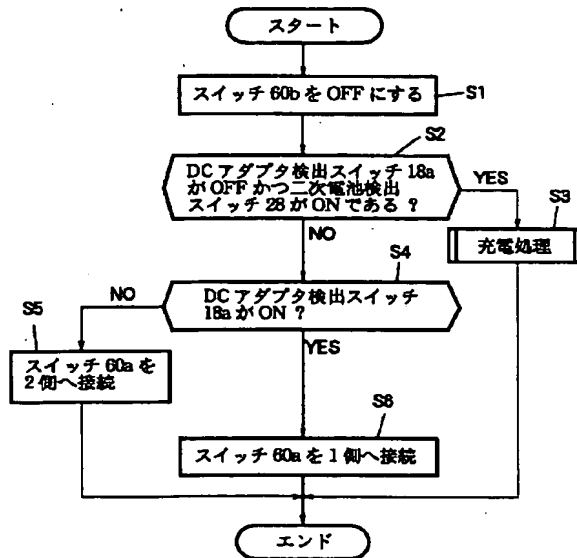 スタート
スイッチ 60b を OFF にする
S1
S2
DC アダプタ検出スイッチ 18a
が OFF かつ二次電池検出
スイッチ 28 が ON である ?
YES
S3
充電処理
NO
S4
DC アダプタ検出スイッチ
18a が ON ?
NO
S5
スイッチ 60a を
2 側へ接続
YES
S6
スイッチ 60a を 1 側へ接続
エンド